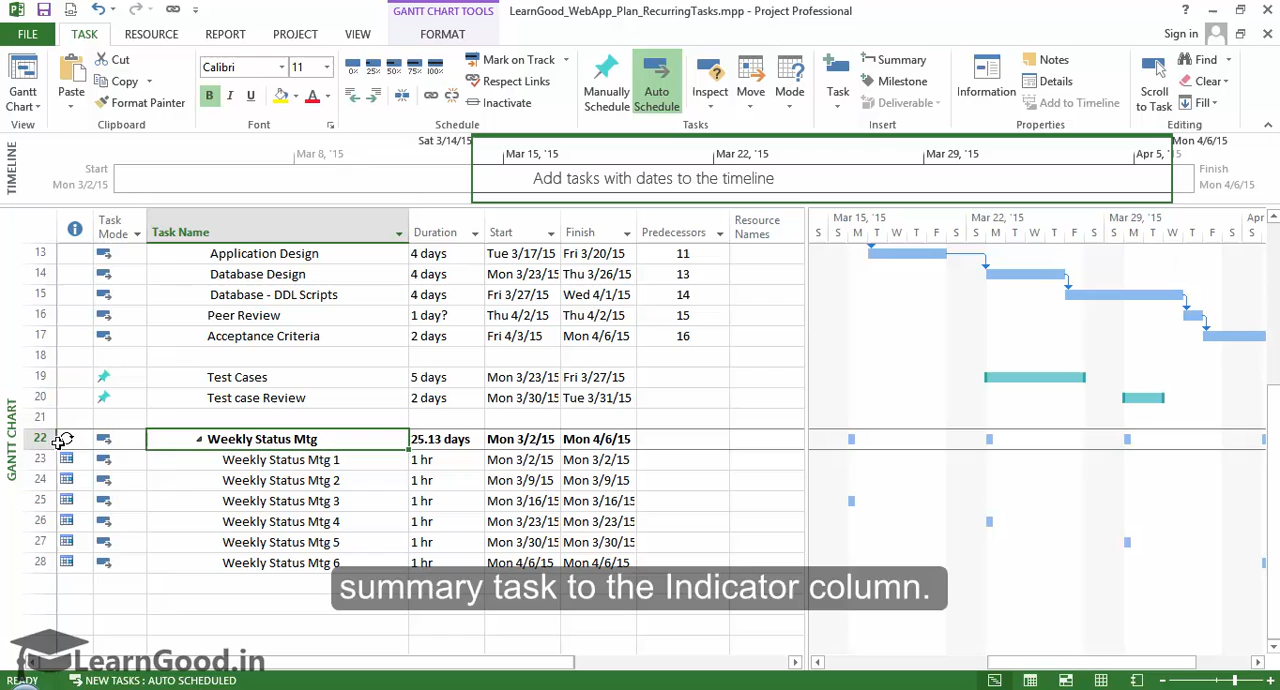 GANTT CHART TOOLS
LearnGood_WebApp_Plan_RecurringTasks.mpp - Project Professional
FILE TASK RESOURCE REPORT PROJECT VIEW FORMAT Sign in
Gantt Chart Paste Cut Copy Format Painter
Calibri 11
B I U A
0% 25% 50% 75% 100%
Mark on Track
Respect Links
Inactivate
Manually Schedule Auto Schedule Inspect Move Mode
Task Summary Milestone Deliverable
Information Notes Details Add to Timeline
Scroll to Task Find Clear Fill
View Clipboard Font Schedule Tasks Insert Properties Editing
TIMELINE
Sat 3/14/15 Mon 4/6/15
Mar 8, '15 Mar 15, '15 Mar 22, '15 Mar 29, '15 Apr 5, '15
Start Mon 3/2/15
Add tasks with dates to the timeline
Finish Mon 4/6/15
GANTT CHART
Task Mode Task Name Duration Start Finish Predecessors Resource Names
Mar 15, '15 Mar 22, '15 Mar 29, '15 Apr
S S M T W T F S S M T W T F S S M T W T F S S
13 Application Design 4 days Tue 3/17/15 Fri 3/20/15 11
14 Database Design 4 days Mon 3/23/15 Thu 3/26/15 13
15 Database - DDL Scripts 4 days Fri 3/27/15 Wed 4/1/15 14
16 Peer Review 1 day? Thu 4/2/15 Thu 4/2/15 15
17 Acceptance Criteria 2 days Fri 4/3/15 Mon 4/6/15 16
18
19 Test Cases 5 days Mon 3/23/15 Fri 3/27/15
20 Test case Review 2 days Mon 3/30/15 Tue 3/31/15
21
22 Weekly Status Mtg 25.13 days Mon 3/2/15 Mon 4/6/15
23 Weekly Status Mtg 1 1 hr Mon 3/2/15 Mon 3/2/15
24 Weekly Status Mtg 2 1 hr Mon 3/9/15 Mon 3/9/15
25 Weekly Status Mtg 3 1 hr Mon 3/16/15 Mon 3/16/15
26 Weekly Status Mtg 4 1 hr Mon 3/23/15 Mon 3/23/15
27 Weekly Status Mtg 5 1 hr Mon 3/30/15 Mon 3/30/15
28 Weekly Status Mtg 6 1 hr Mon 4/6/15 Mon 4/6/15
summary task to the Indicator column.
LearnGood.in
READY NEW TASKS : AUTO SCHEDULED